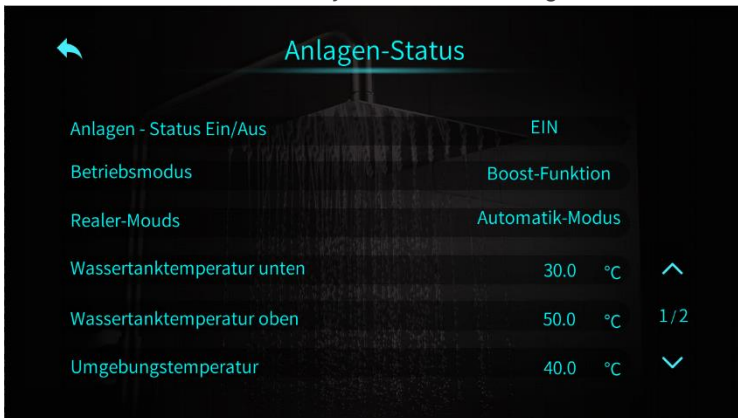 Anlagen-Status
Anlagen - Status Ein/Aus EIN
Betriebsmodus Boost-Funktion
Realer-Mouds Automatik-Modus
Wassertanktemperatur unten 30.0 °C
Wassertanktemperatur oben 50.0 °C
1/2
Umgebungstemperatur 40.0 °C